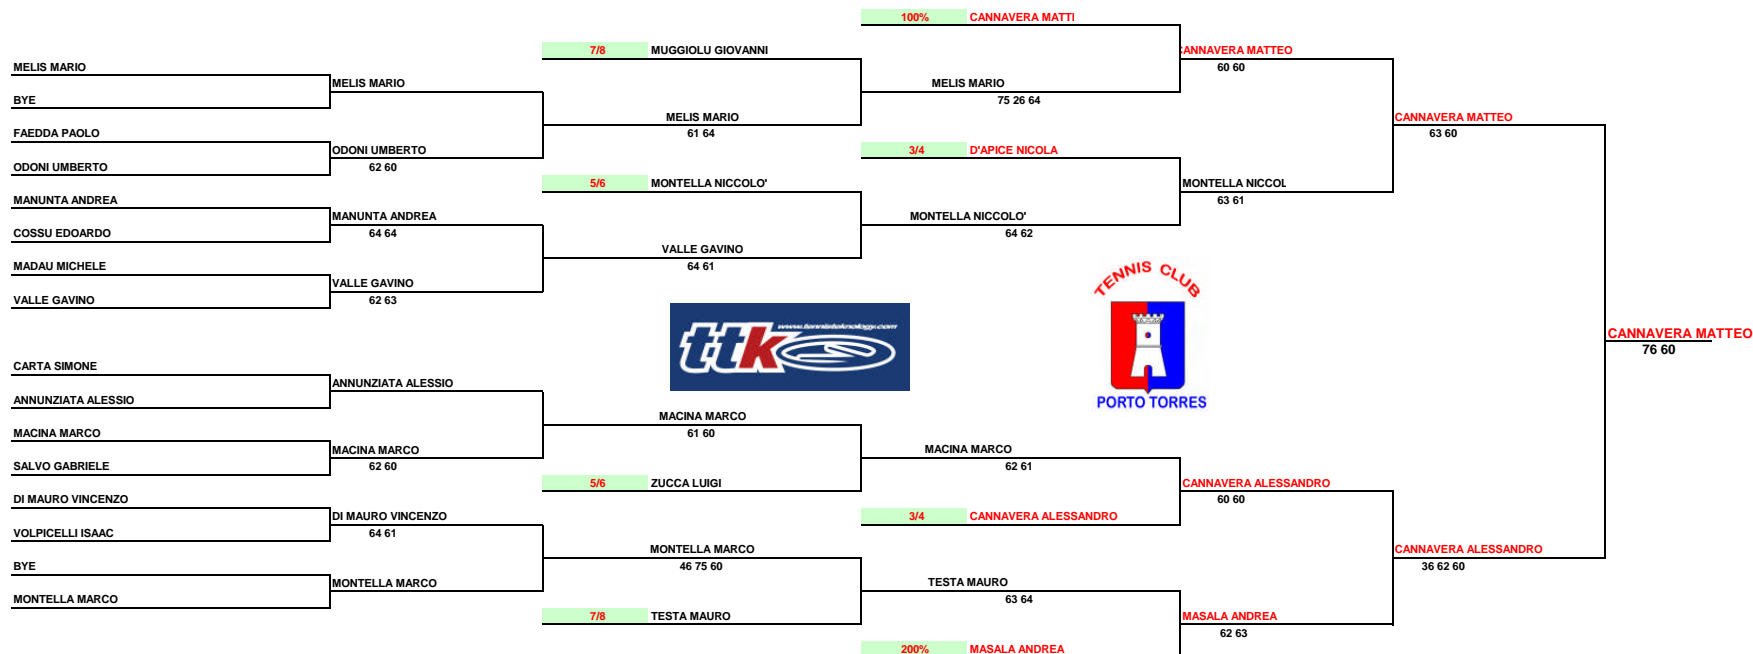 100% CANNAVERA MATTI
7/8 MUGGIOLU GIOVANNI CANNAVERA MATTEO
MELIS MARIO 60 60
MELIS MARIO MELIS MARIO
BYE 75 26 64
MELIS MARIO CANNAVERA MATTEO
FAEDDA PAOLO 61 64 63 60
ODONI UMBERTO 3/4 D'APICE NICOLA
ODONI UMBERTO 62 60
5/6 MONTELLA NICCOLO' MONTELLA NICCOL
MANUNTA ANDREA 63 61
MANUNTA ANDREA MONTELLA NICCOLO'
COSSU EDOARDO 64 64 64 62
VALLE GAVINO
MADAU MICHELE 64 61
VALLE GAVINO
VALLE GAVINO 62 63
TENNIS CLUB
www.tennisteknology.com
ttk
CANNAVERA MATTEO
76 60
CARTA SIMONE
ANNUNZIATA ALESSIO
ANNUNZIATA ALESSIO PORTO TORRES
MACINA MARCO
MACINA MARCO 61 60
MACINA MARCO MACINA MARCO
SALVO GABRIELE 62 60 62 61
5/6 ZUCCA LUIGI CANNAVERA ALESSANDRO
DI MAURO VINCENZO 60 60
DI MAURO VINCENZO 3/4 CANNAVERA ALESSANDRO
VOLPICELLI ISAAC 64 61
MONTELLA MARCO CANNAVERA ALESSANDRO
BYE 46 75 60 36 62 60
MONTELLA MARCO TESTA MAURO
MONTELLA MARCO 63 64
7/8 TESTA MAURO MASALA ANDREA
62 63
200% MASALA ANDREA